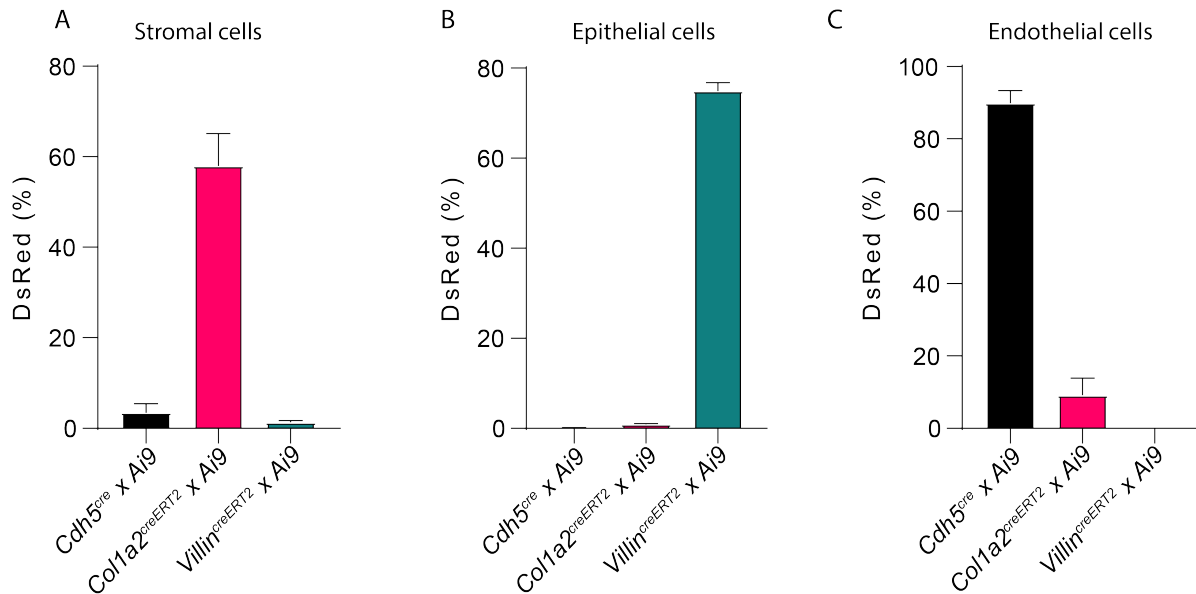 A
Stromal cells
DsRed (%)
80
60
40
20
0
Cdh5cre x Ai9
Col1a2creERT2 x Ai9
VillincreERT2 x Ai9
B
Epithelial cells
DsRed (%)
80
60
40
20
0
Cdh5cre x Ai9
Col1a2creERT2 x Ai9
VillincreERT2 x Ai9
C
Endothelial cells
DsRed (%)
100
80
60
40
20
0
Cdh5cre x Ai9
Col1a2creERT2 x Ai9
VillincreERT2 x Ai9